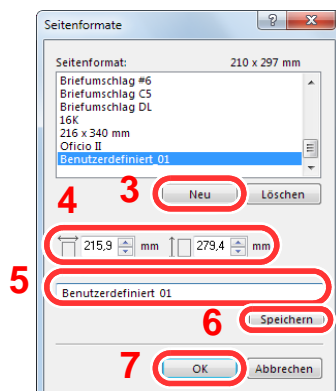 Seitenformate
Seitenformat: 210 x 297 mm
Briefumschlag #6
Briefumschlag C5
Briefumschlag DL
16K
216 x 340 mm
Oficio II
Benutzerdefiniert_01
3 Neu Löschen
4
215,9 mm 279,4 mm
5
Benutzerdefiniert 01
6 Speichern
7 OK Abbrechen